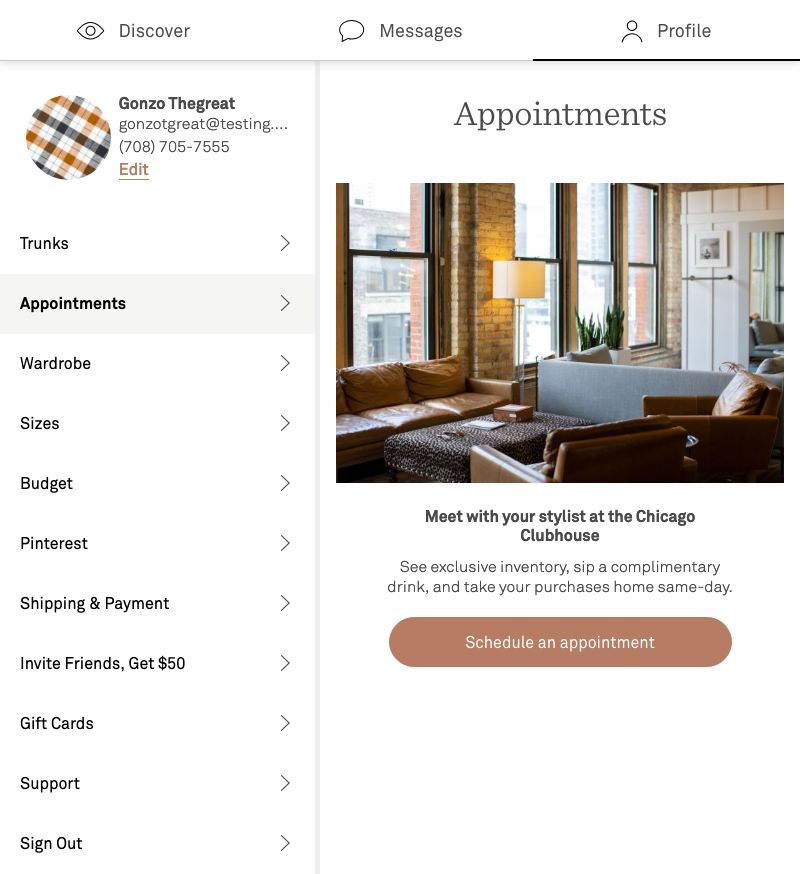 Discover
Messages
Profile
Gonzo Thegreat
gonzotgreat@testing....
(708) 705-7555
Edit
Trunks
Appointments
Wardrobe
Sizes
Budget
Pinterest
Shipping & Payment
Invite Friends, Get $50
Gift Cards
Support
Sign Out
Appointments
Meet with your stylist at the Chicago
Clubhouse
See exclusive inventory, sip a complimentary
drink, and take your purchases home same-day.
Schedule an appointment